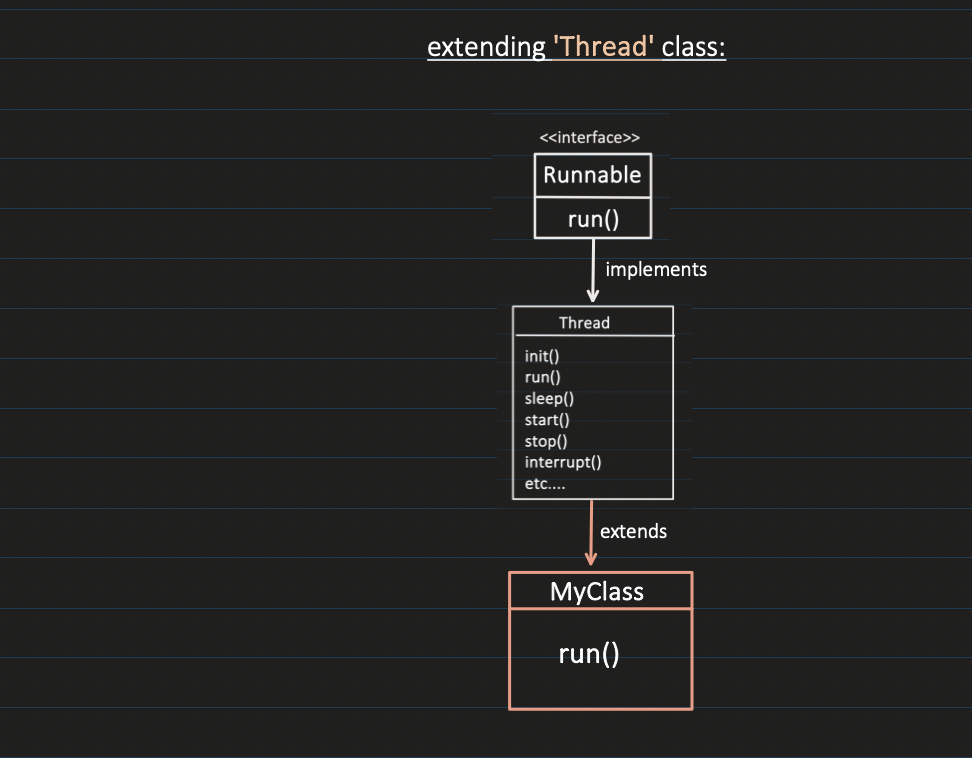 extending 'Thread' class:
<<interface>>
Runnable
run()
implements
Thread
init()
run()
sleep()
start()
stop()
interrupt()
etc....
extends
MyClass
run()